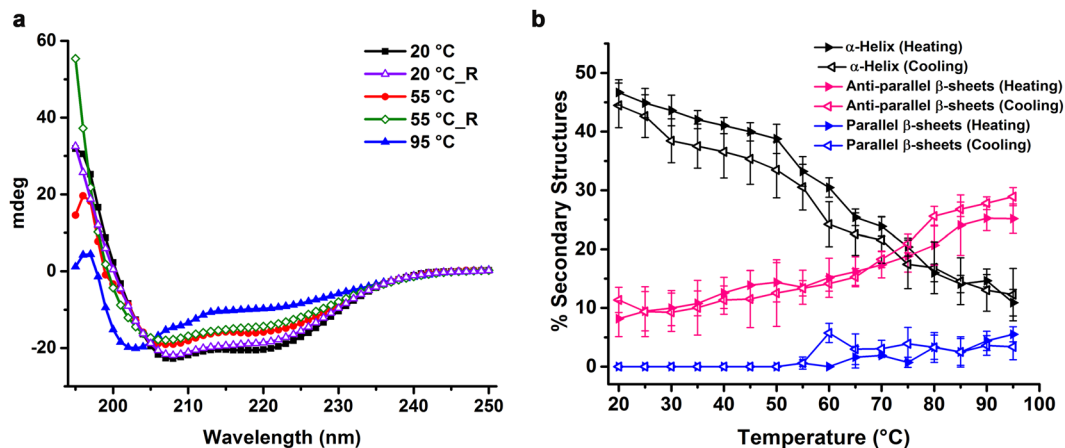 a
60
40
20
0
-20
-40
mdeg
200 210 220 230 240 250
Wavelength (nm)
20 °C
20 °C_R
55 °C
55 °C_R
95 °C
b
50
40
30
20
10
0
% Secondary Structures
20 30 40 50 60 70 80 90 100
Temperature (°C)
α-Helix (Heating)
α-Helix (Cooling)
Anti-parallel β-sheets (Heating)
Anti-parallel β-sheets (Cooling)
Parallel β-sheets (Heating)
Parallel β-sheets (Cooling)